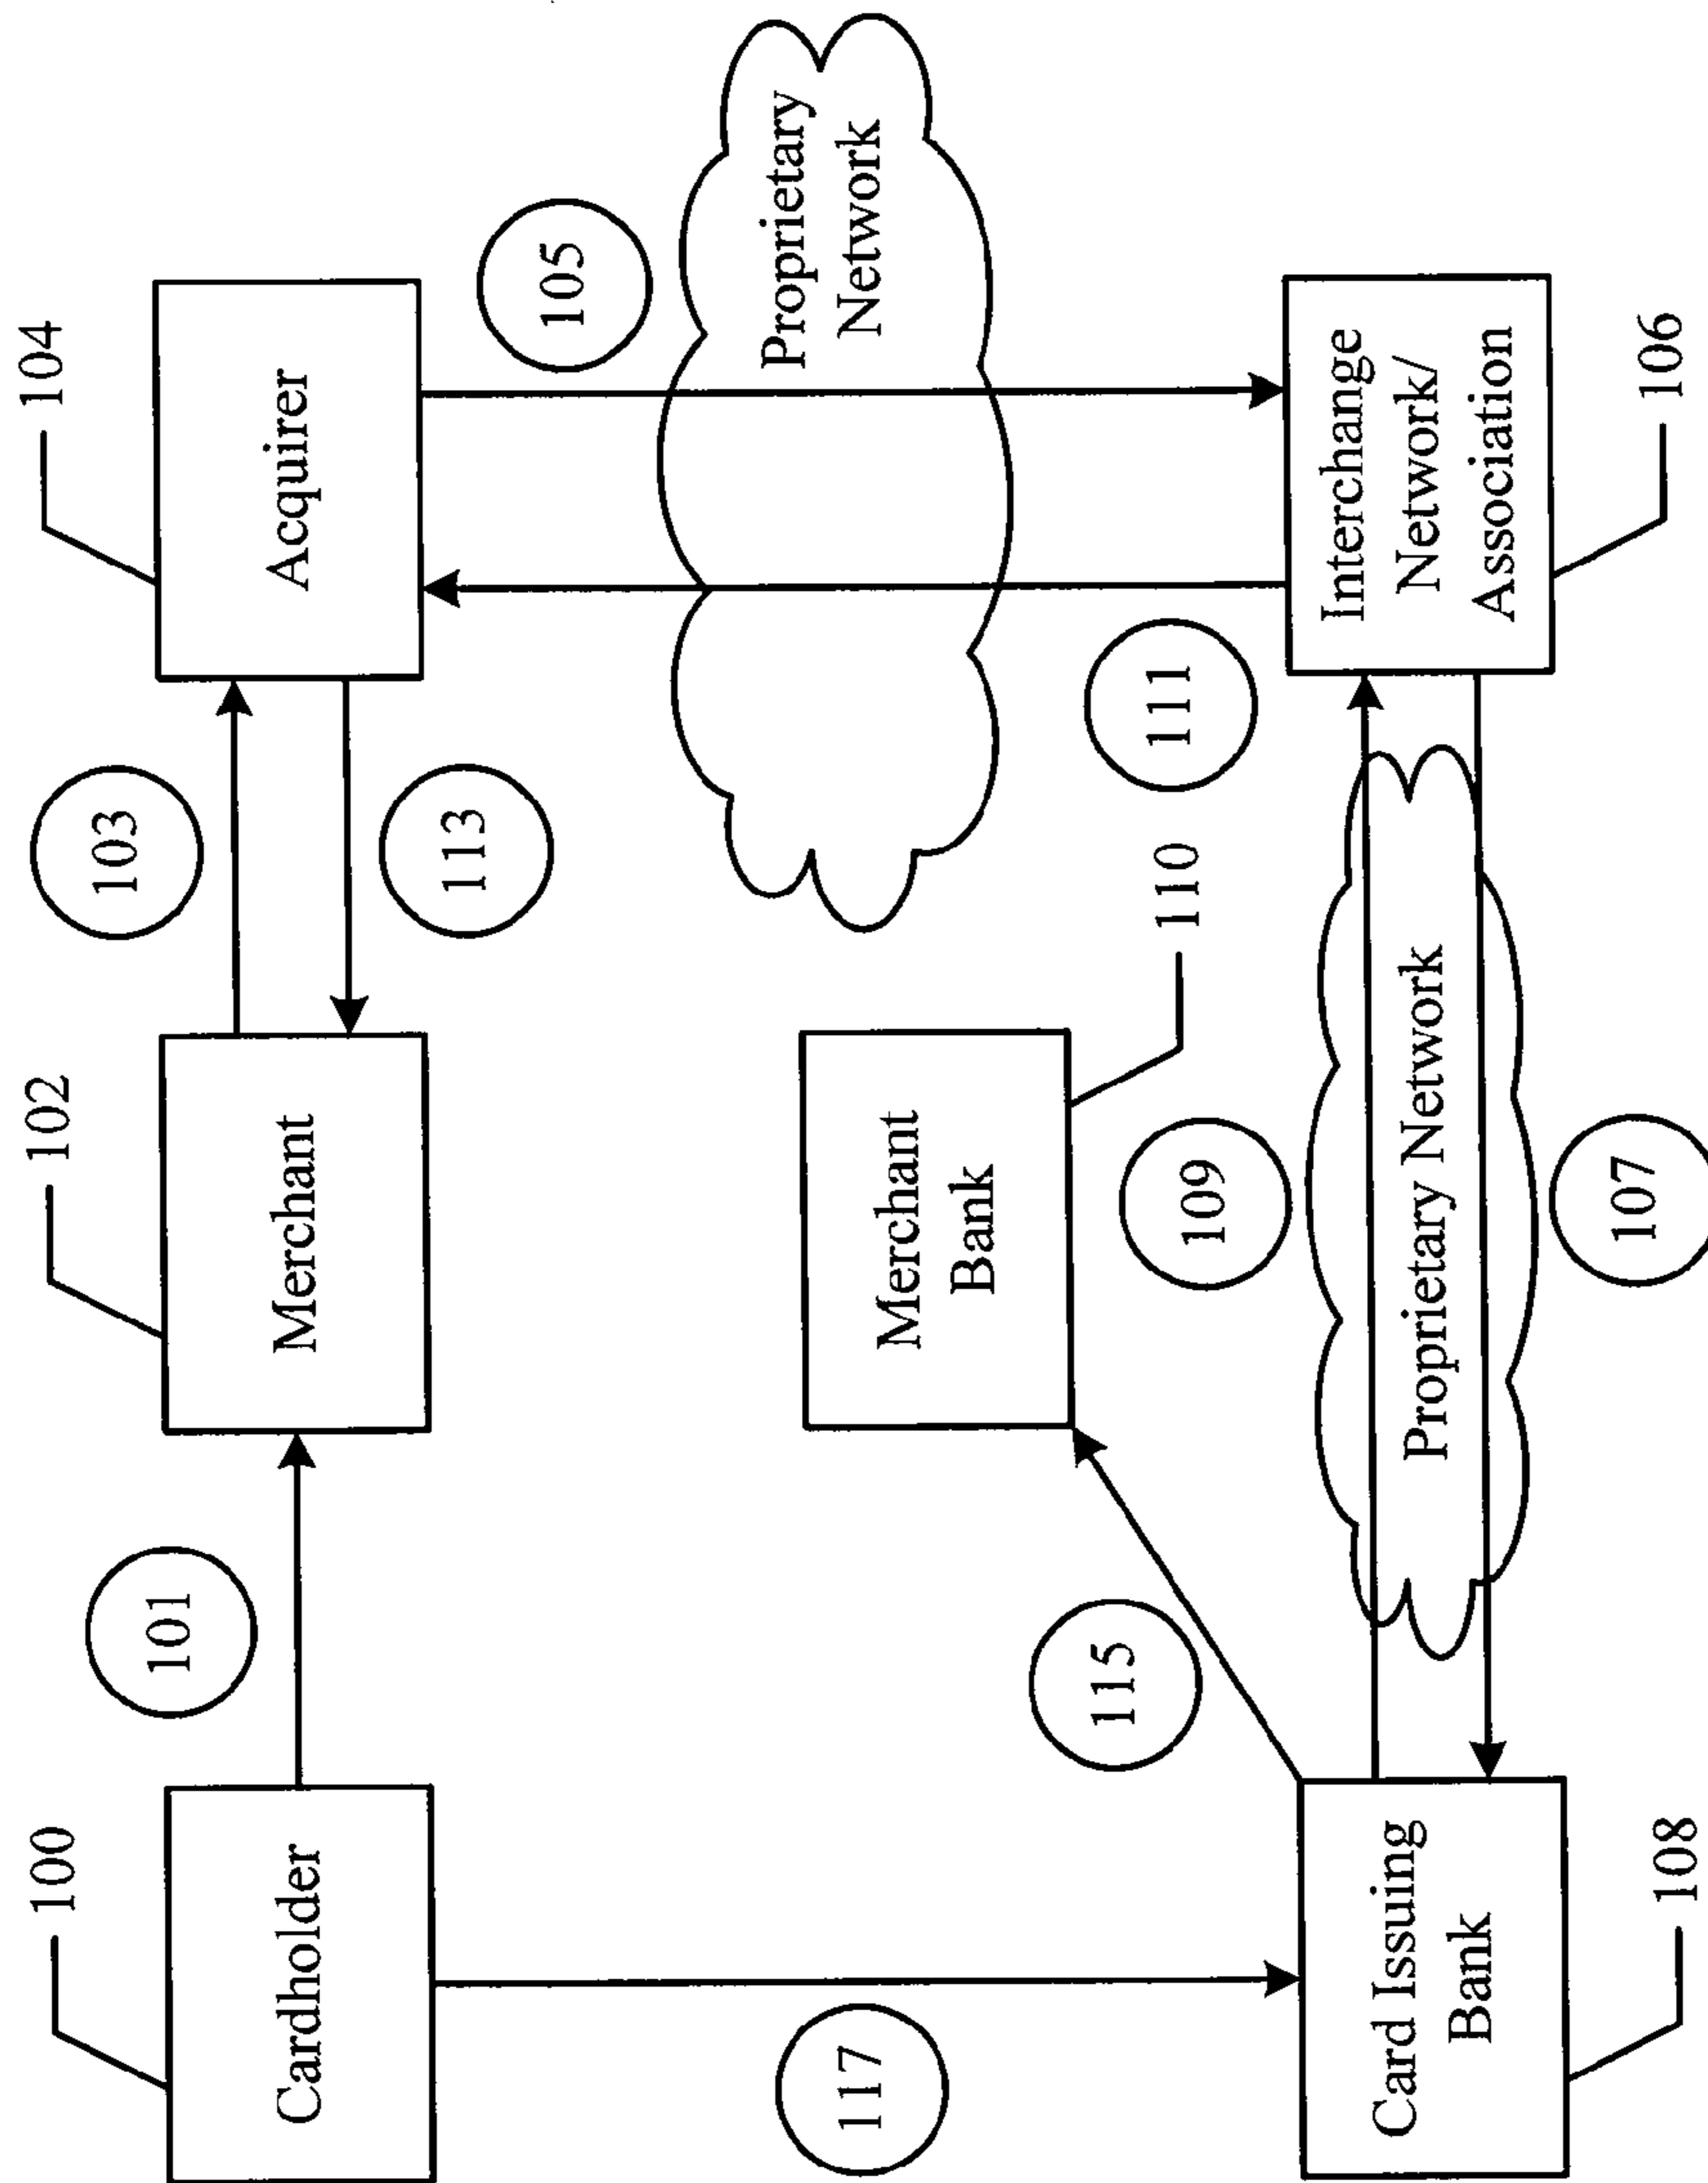 100
Cardholder
101
102
Merchant
103
113
104
Acquirer
105
Proprietary
Network
117
115
Merchant
Bank
110
109
111
Card Issuing
Bank
108
Proprietary Network
107
Interchange
Network/
Association
106